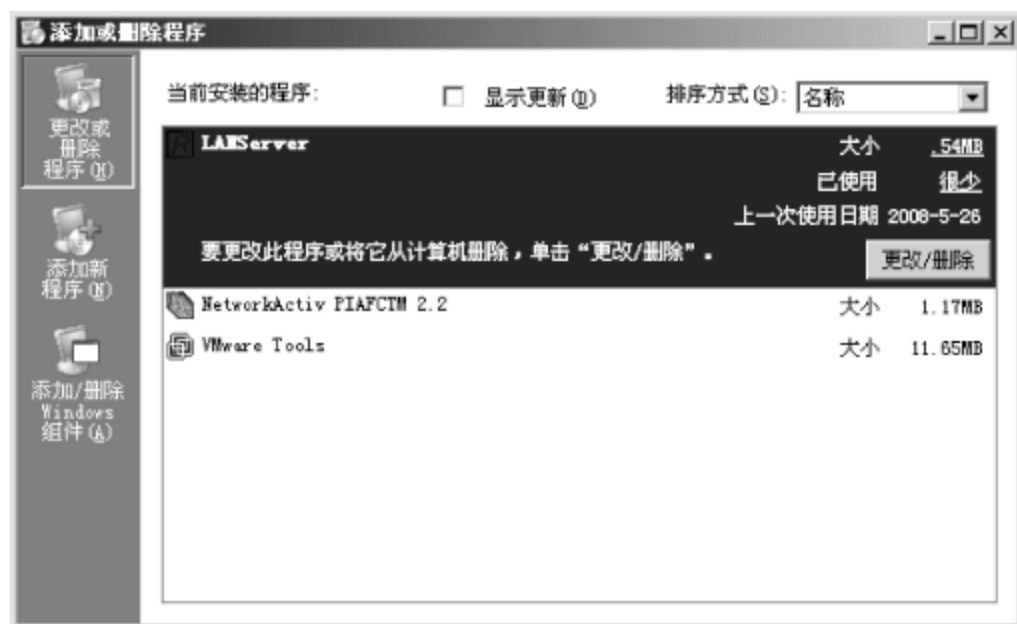 添加或删除程序
更改或
删除
程序(H)
添加新
程序(N)
添加/删除
Windows
组件(A)
当前安装的程序:
显示更新(D)
排序方式(S): 名称
LANServer 大小 .54MB
已使用 很少
上一次使用日期 2008-5-26
要更改此程序或将它从计算机删除，单击“更改/删除”。 更改/删除
NetworkActiv PIAFCTM 2.2 大小 1.17MB
VMware Tools 大小 11.65MB